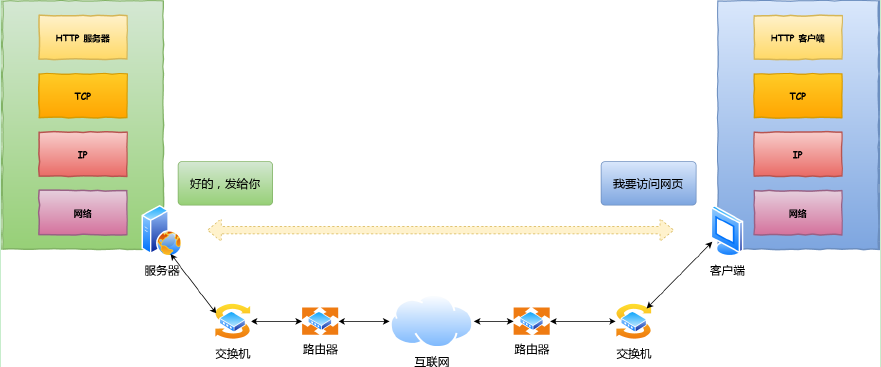 HTTP 服务器
TCP
IP
网络
HTTP 客户端
TCP
IP
网络
好的，发给你
我要访问网页
服务器
客户端
交换机
路由器
互联网
路由器
交换机